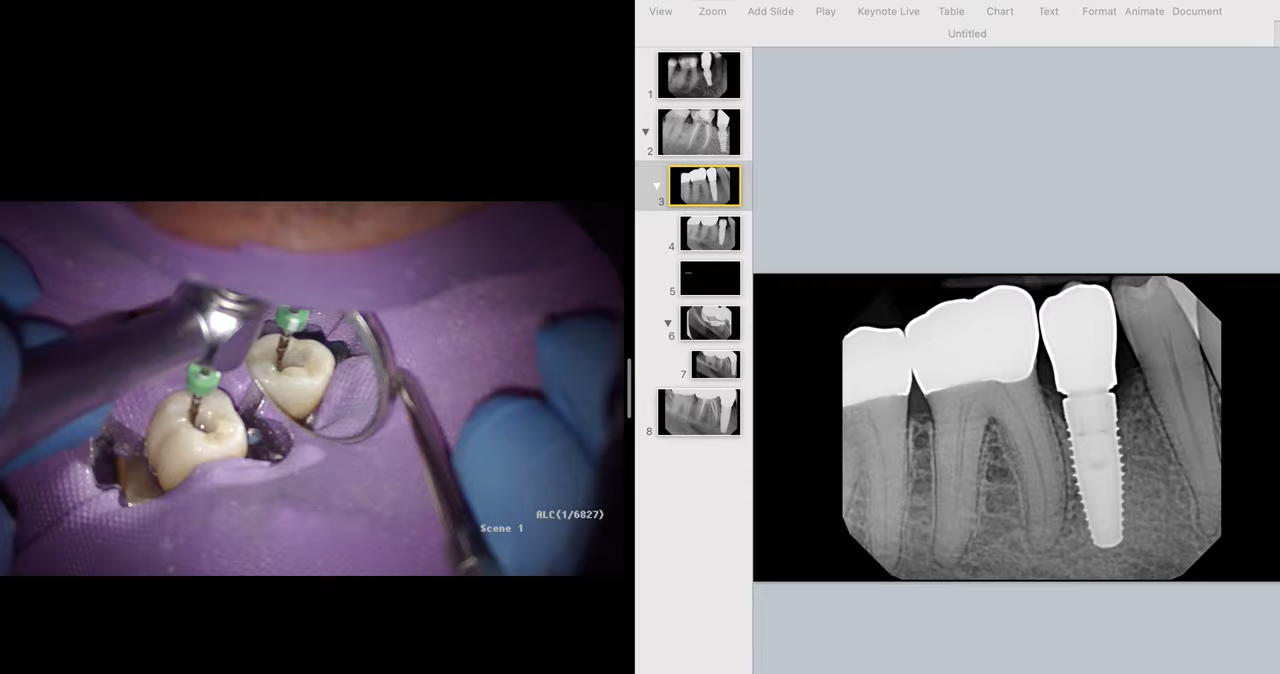 View Zoom Add Slide Play Keynote Live Table Chart Text Format Animate Document
Untitled
1
2
3
4
5
6
7
8
ALC(1/6827)
Scene 1